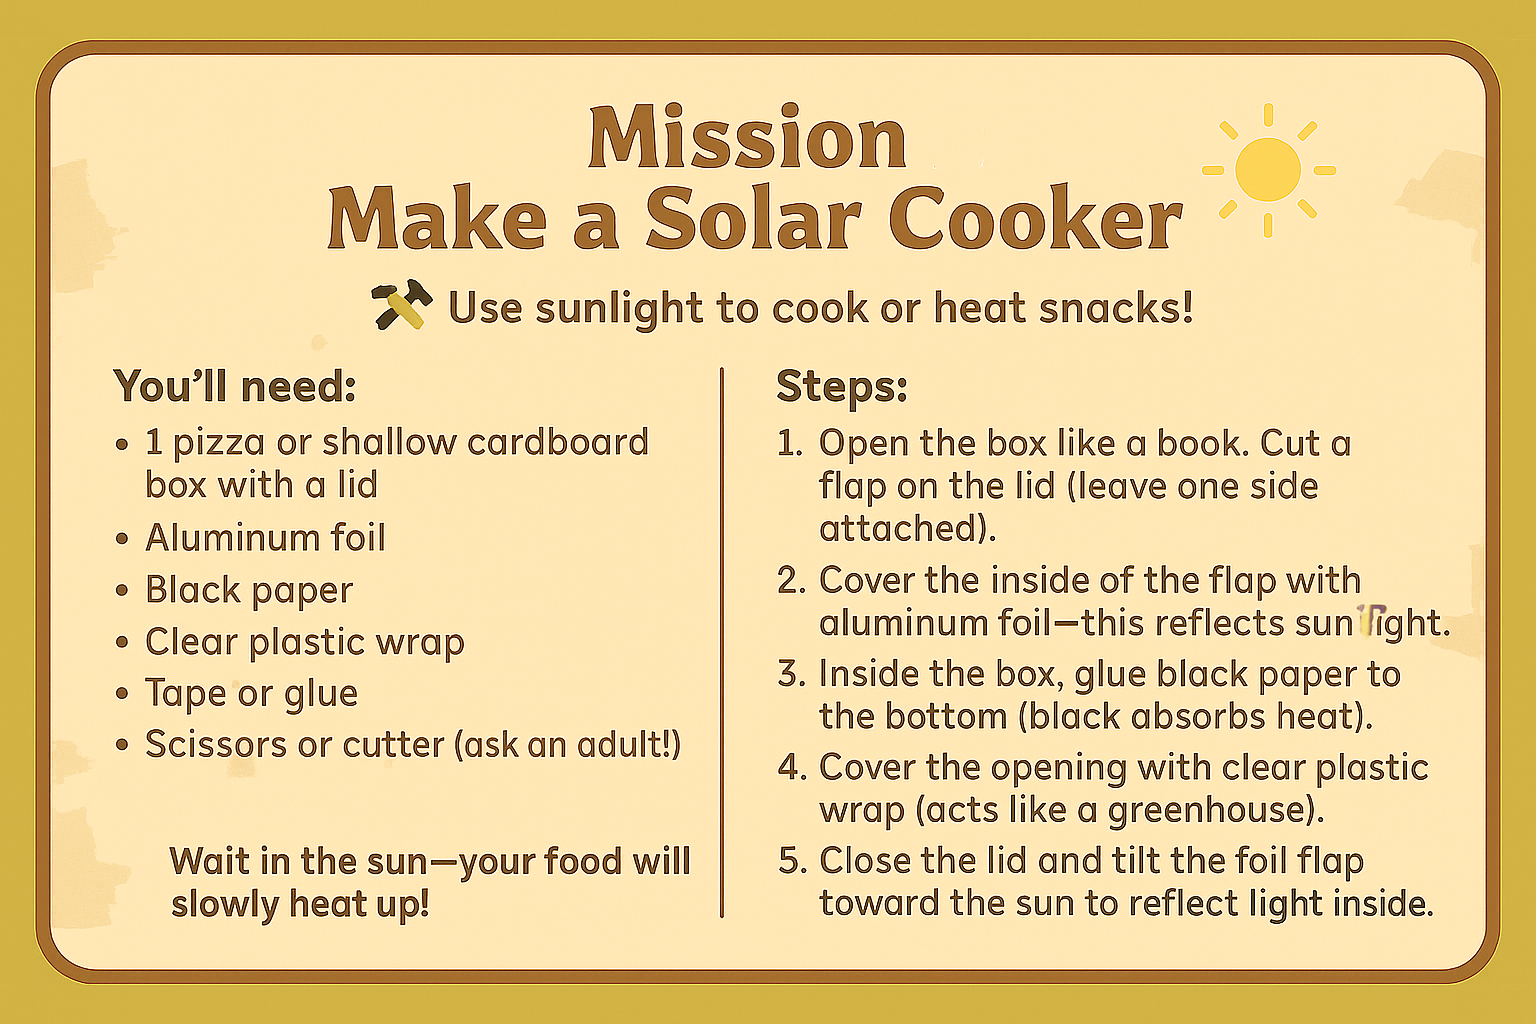 Mission
Make a Solar Cooker
Use sunlight to cook or heat snacks!
You'll need:
• 1 pizza or shallow cardboard
box with a lid
• Aluminum foil
• Black paper
• Clear plastic wrap
• Tape or glue
• Scissors or cutter (ask an adult!)
Wait in the sun—your food will
slowly heat up!
Steps:
1. Open the box like a book. Cut a
flap on the lid (leave one side
attached).
2. Cover the inside of the flap with
aluminum foil—this reflects sunlight.
3. Inside the box, glue black paper to
the bottom (black absorbs heat).
4. Cover the opening with clear plastic
wrap (acts like a greenhouse).
5. Close the lid and tilt the foil flap
toward the sun to reflect light inside.